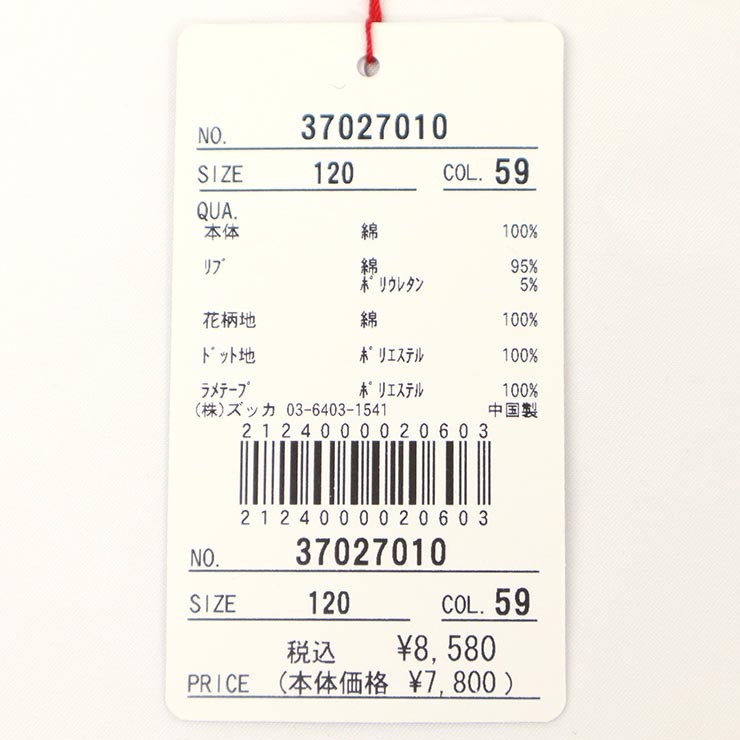 NO. 37027010
SIZE 120 COL. 59
QUA.
本体 綿 100%
ﾘﾌﾞ 綿 95%
ﾎﾟﾘｳﾚﾀﾝ 5%
花柄地 綿 100%
ﾄﾞｯﾄ地 ﾎﾟﾘｴｽﾃﾙ 100%
ﾗﾒﾃｰﾌﾟ ﾎﾟﾘｴｽﾃﾙ 100%
(株)ズッカ 03-6403-1541 中国製
2124000020603
2124000020603
NO. 37027010
SIZE 120 COL. 59
税込 ¥8,580
PRICE (本体価格 ¥7,800)